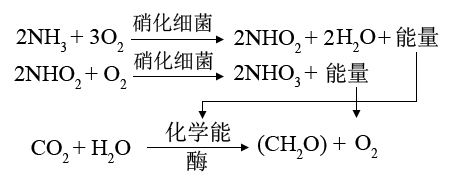 2NH₃ + 3O₂ 硝化细菌 2NHO₂ + 2H₂O + 能量
2NHO₂ + O₂ 硝化细菌 2NHO₃ + 能量
CO₂ + H₂O 化学能 酶 (CH₂O) + O₂